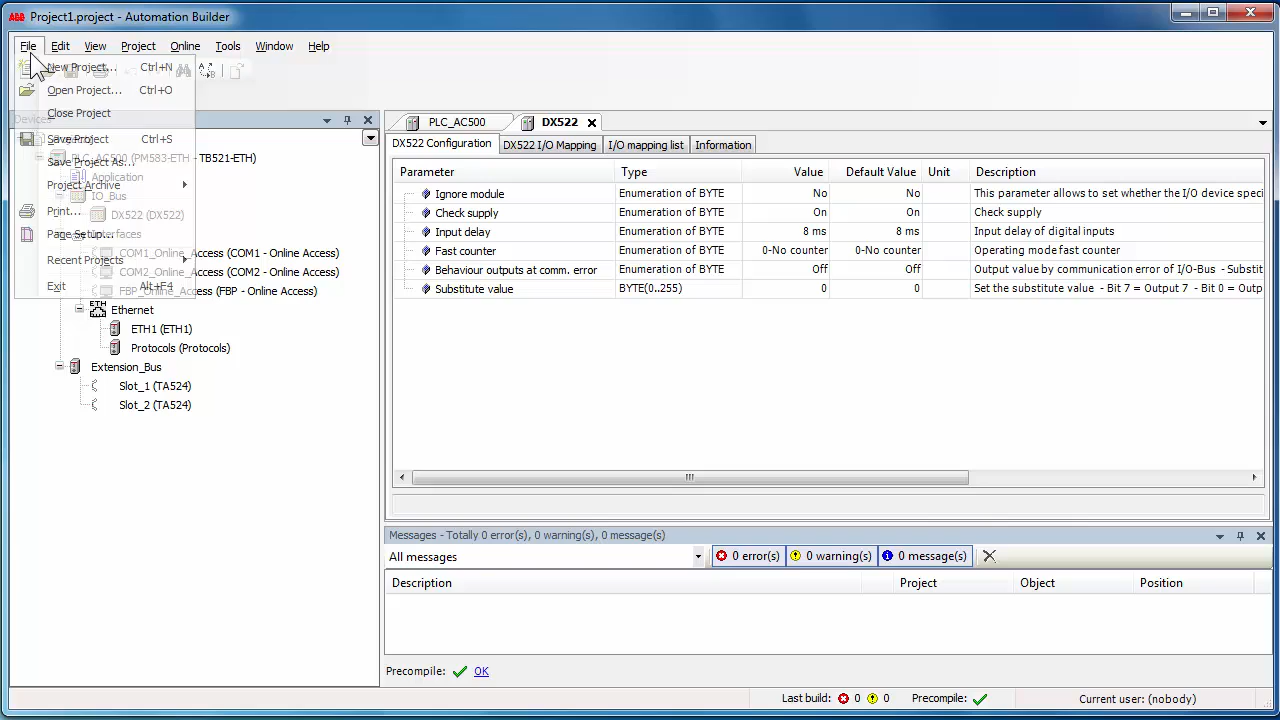 ABB Project1.project - Automation Builder
File Edit View Project Online Tools Window Help
New Project... Ctrl+N
Open Project... Ctrl+O
Close Project
Save Project Ctrl+S
Save Project As...
Project Archive
Print...
Page Setup...
Recent Projects
Exit Alt+F4
Devices
PLC_AC500 (PM583-ETH - TB521-ETH)
Application
IO_Bus
DX522 (DX522)
Interfaces
COM1_Online_Access (COM1 - Online Access)
COM2_Online_Access (COM2 - Online Access)
FBP_Online_Access (FBP - Online Access)
Ethernet
ETH1 (ETH1)
Protocols (Protocols)
Extension_Bus
Slot_1 (TA524)
Slot_2 (TA524)
PLC_AC500 DX522
DX522 Configuration DX522 I/O Mapping I/O mapping list Information
Parameter Type Value Default Value Unit Description
Ignore module Enumeration of BYTE No No This parameter allows to set whether the I/O device speci
Check supply Enumeration of BYTE On On Check supply
Input delay Enumeration of BYTE 8 ms 8 ms Input delay of digital inputs
Fast counter Enumeration of BYTE 0-No counter 0-No counter Operating mode fast counter
Behaviour outputs at comm. error Enumeration of BYTE Off Off Output value by communication error of I/O-Bus - Substit
Substitute value BYTE(0..255) 0 0 Set the substitute value - Bit 7 = Output 7 - Bit 0 = Outp
Messages - Totally 0 error(s), 0 warning(s), 0 message(s)
All messages 0 error(s) 0 warning(s) 0 message(s)
Description Project Object Position
Precompile: OK
Last build: 0 0 Precompile: Current user: (nobody)